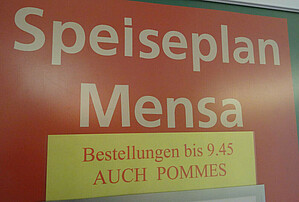 Speiseplan
Mensa
Bestellungen bis 9.45
AUCH POMMES